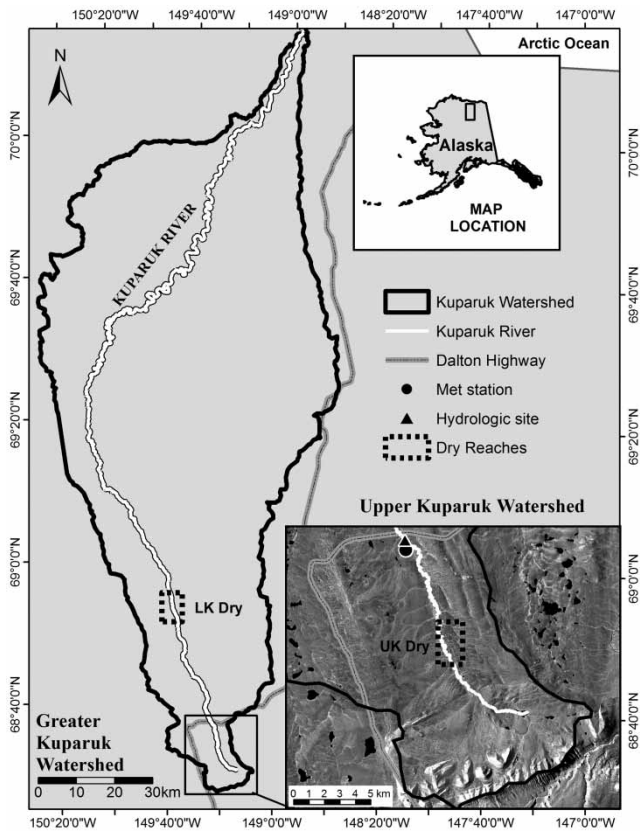 150°20'0"W 149°40'0"W 149°0'0"W 148°20'0"W 147°40'0"W 147°0'0"W
Arctic Ocean
N
Alaska
MAP
LOCATION
70°0'0"N
70°0'0"N
KUPARUK RIVER
69°40'0"N
69°40'0"N
Kuparuk Watershed
Kuparuk River
Dalton Highway
Met station
Hydrologic site
Dry Reaches
69°20'0"N
69°20'0"N
Upper Kuparuk Watershed
69°0'0"N
69°0'0"N
LK Dry
UK Dry
68°40'0"N
68°40'0"N
Greater
Kuparuk
Watershed
0 10 20 30km
0 1 2 3 4 5 km
150°20'0"W 149°40'0"W 149°0'0"W 148°20'0"W 147°40'0"W 147°0'0"W